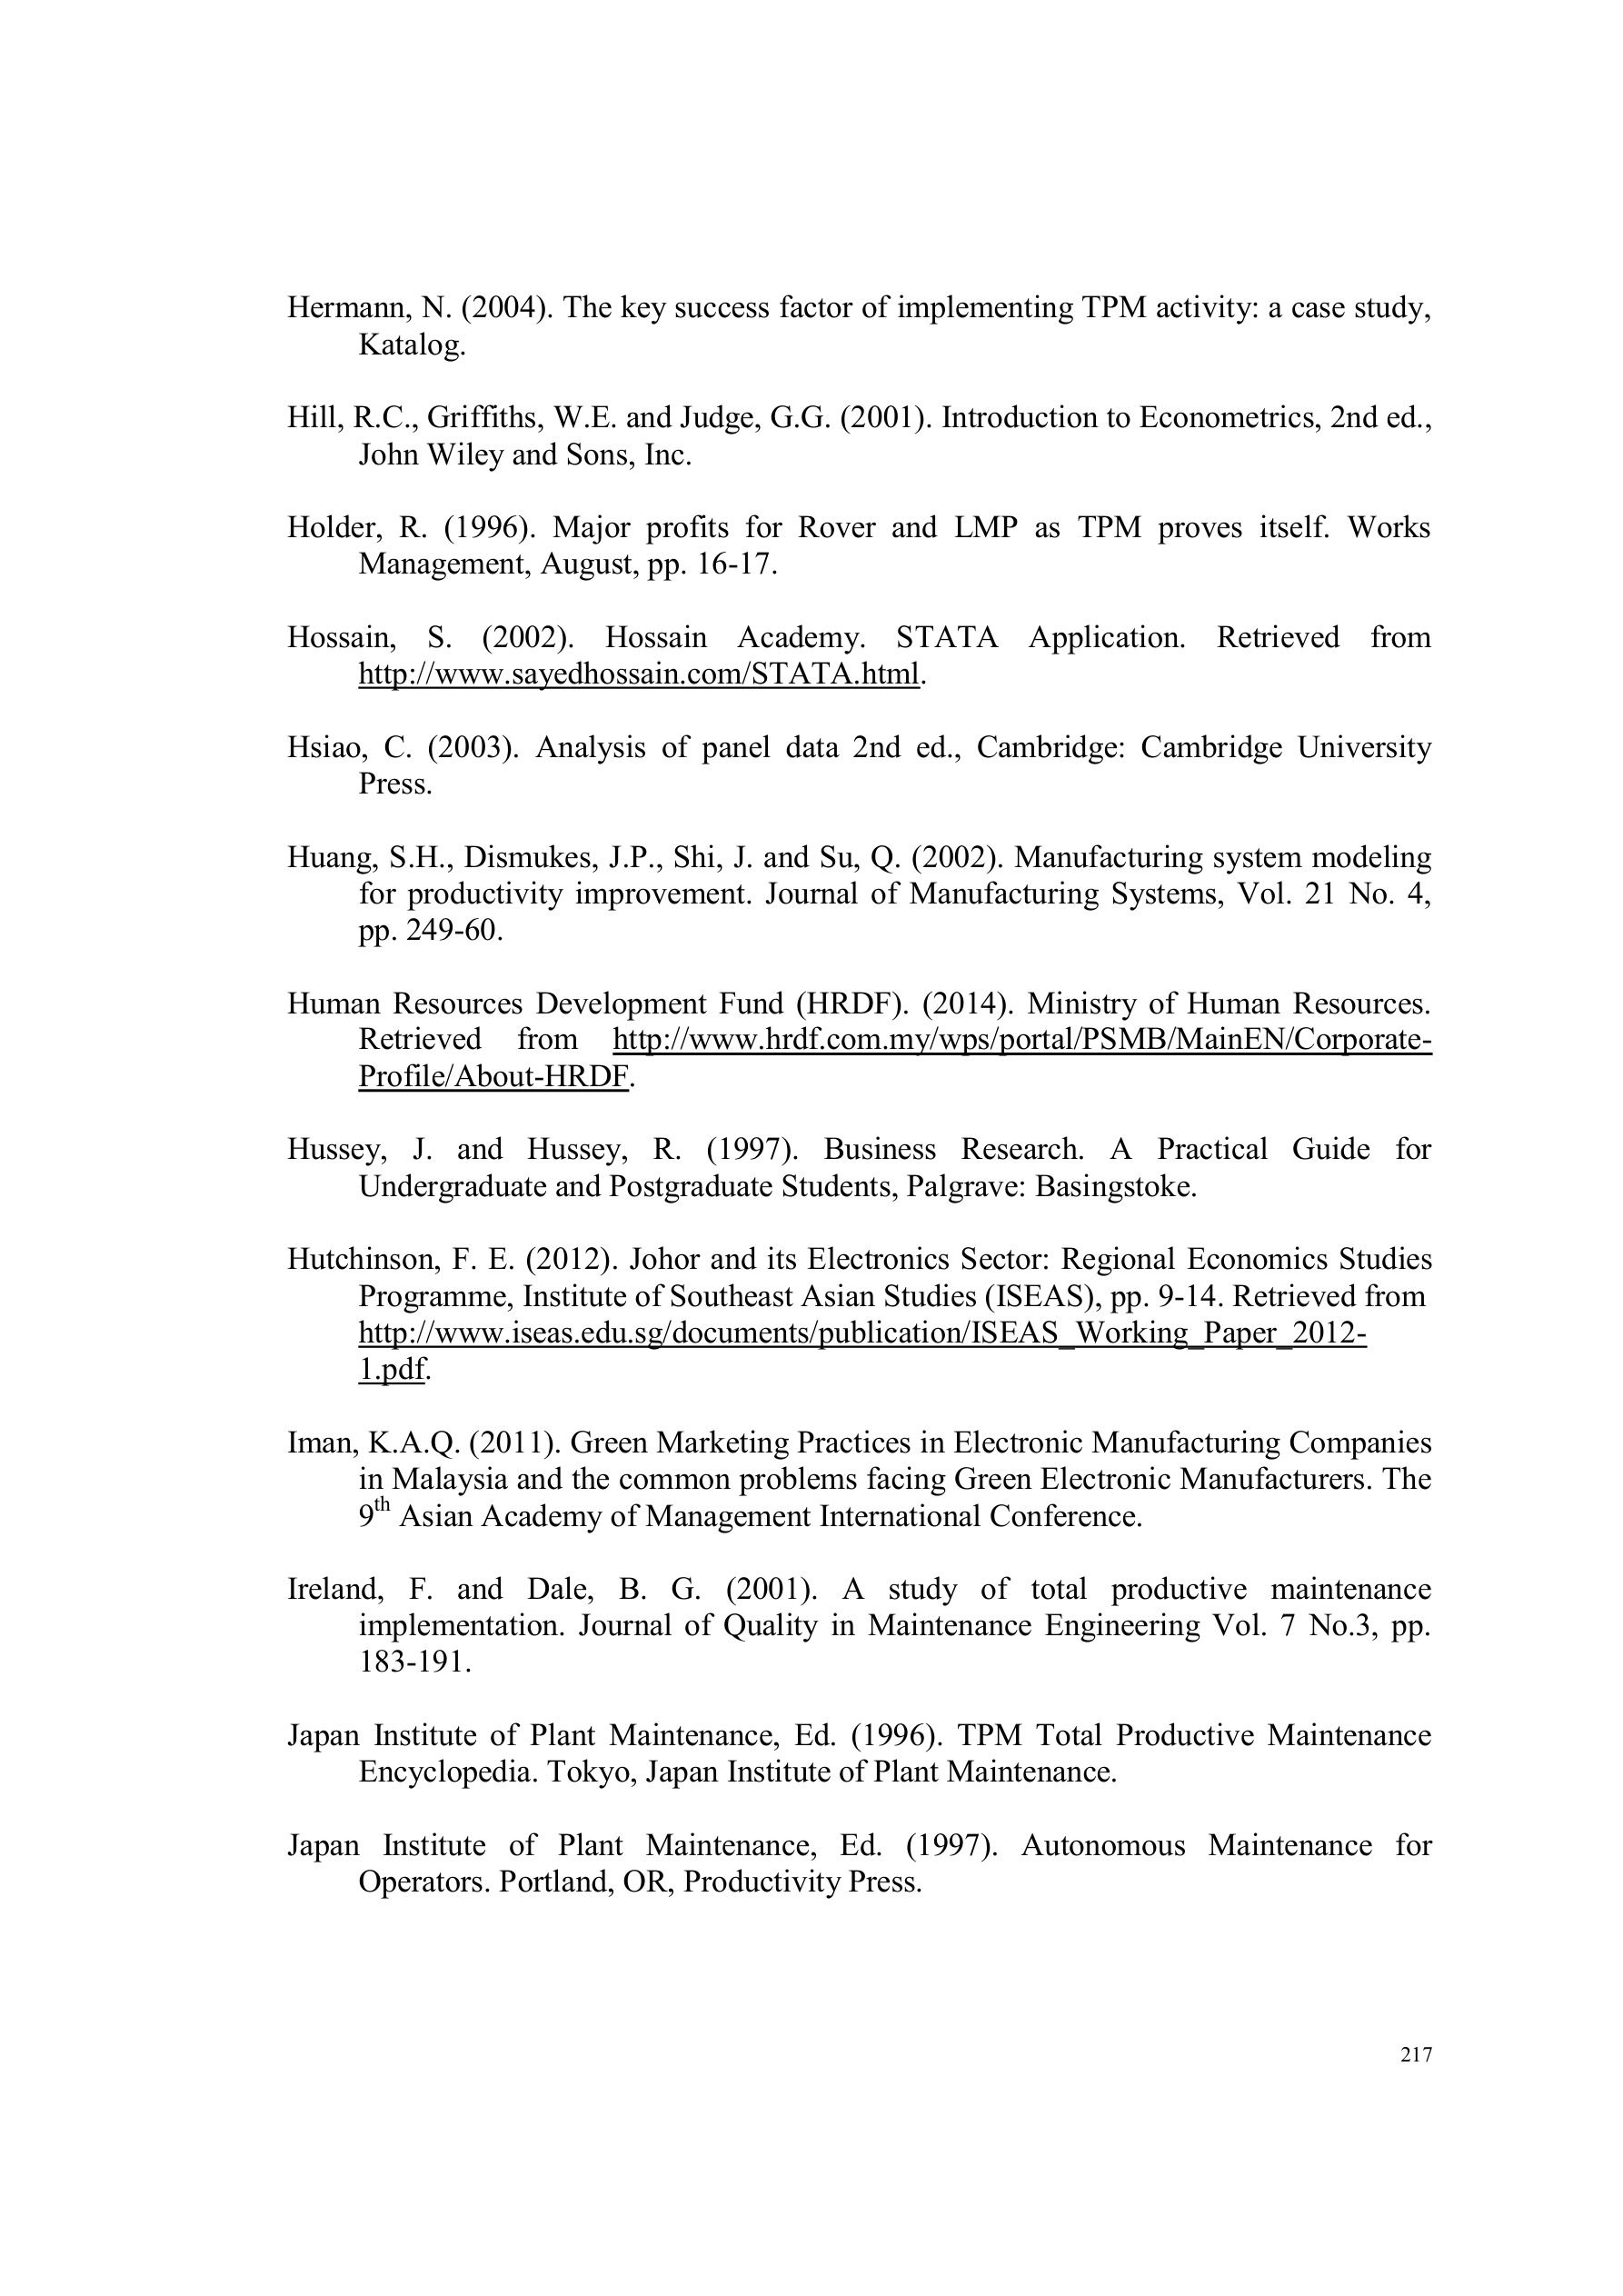 Hermann, N. (2004). The key success factor of implementing TPM activity: a case study,
Katalog.
Hill, R.C., Griffiths, W.E. and Judge, G.G. (2001). Introduction to Econometrics, 2nd ed.,
John Wiley and Sons, Inc.
Holder, R. (1996). Major profits for Rover and LMP as TPM proves itself. Works
Management, August, pp. 16-17.
Hossain, S. (2002). Hossain Academy. STATA Application. Retrieved from
http://www.sayedhossain.com/STATA.html.
Hsiao, C. (2003). Analysis of panel data 2nd ed., Cambridge: Cambridge University
Press.
Huang, S.H., Dismukes, J.P., Shi, J. and Su, Q. (2002). Manufacturing system modeling
for productivity improvement. Journal of Manufacturing Systems, Vol. 21 No. 4,
pp. 249-60.
Human Resources Development Fund (HRDF). (2014). Ministry of Human Resources.
Retrieved from http://www.hrdf.com.my/wps/portal/PSMB/MainEN/Corporate-
Profile/About-HRDF.
Hussey, J. and Hussey, R. (1997). Business Research. A Practical Guide for
Undergraduate and Postgraduate Students, Palgrave: Basingstoke.
Hutchinson, F. E. (2012). Johor and its Electronics Sector: Regional Economics Studies
Programme, Institute of Southeast Asian Studies (ISEAS), pp. 9-14. Retrieved from
http://www.iseas.edu.sg/documents/publication/ISEAS_Working_Paper_2012-
1.pdf.
Iman, K.A.Q. (2011). Green Marketing Practices in Electronic Manufacturing Companies
in Malaysia and the common problems facing Green Electronic Manufacturers. The
9th Asian Academy of Management International Conference.
Ireland, F. and Dale, B. G. (2001). A study of total productive maintenance
implementation. Journal of Quality in Maintenance Engineering Vol. 7 No.3, pp.
183-191.
Japan Institute of Plant Maintenance, Ed. (1996). TPM Total Productive Maintenance
Encyclopedia. Tokyo, Japan Institute of Plant Maintenance.
Japan Institute of Plant Maintenance, Ed. (1997). Autonomous Maintenance for
Operators. Portland, OR, Productivity Press.
217